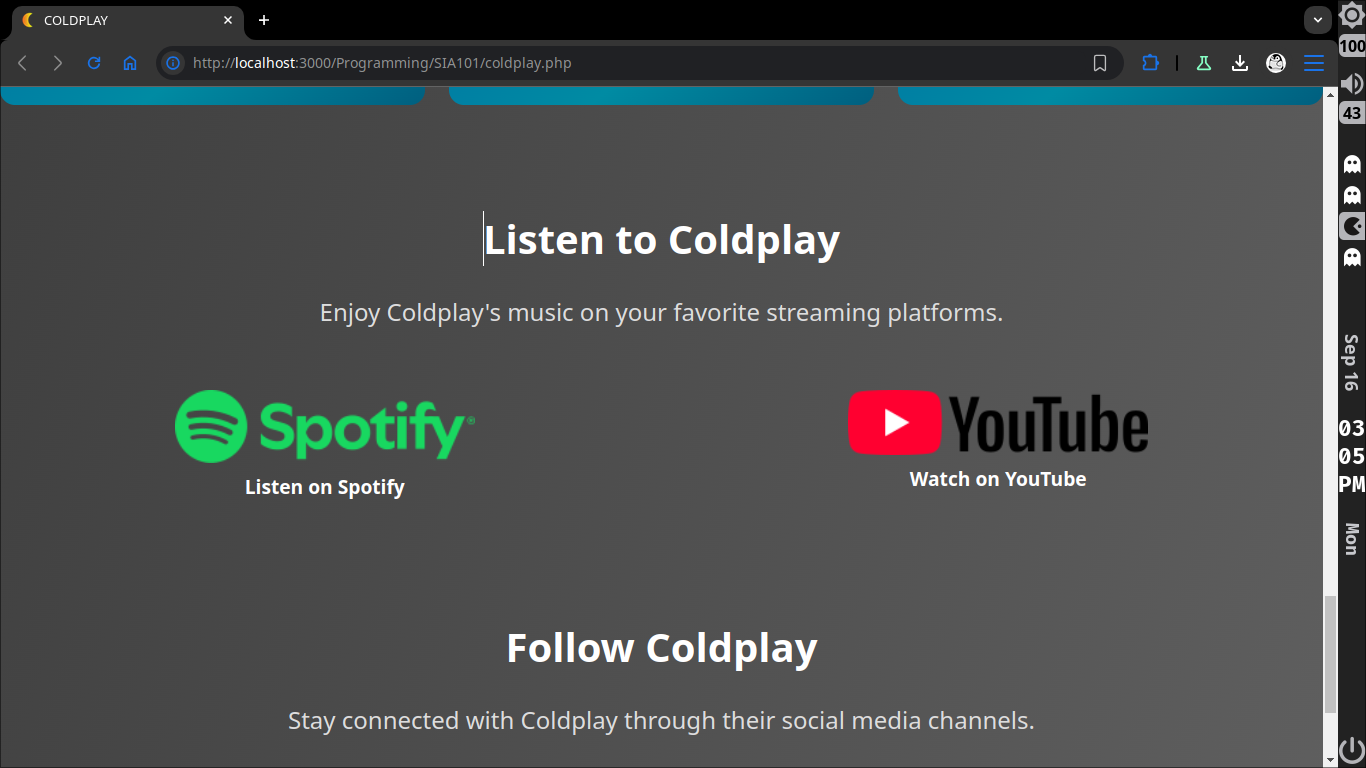 COLDPLAY
http://localhost:3000/Programming/SIA101/coldplay.php
100
43
Listen to Coldplay
Enjoy Coldplay's music on your favorite streaming platforms.
Spotify®
Listen on Spotify
YouTube
Watch on YouTube
Follow Coldplay
Stay connected with Coldplay through their social media channels.
Sep 16
03
05
PM
Mon